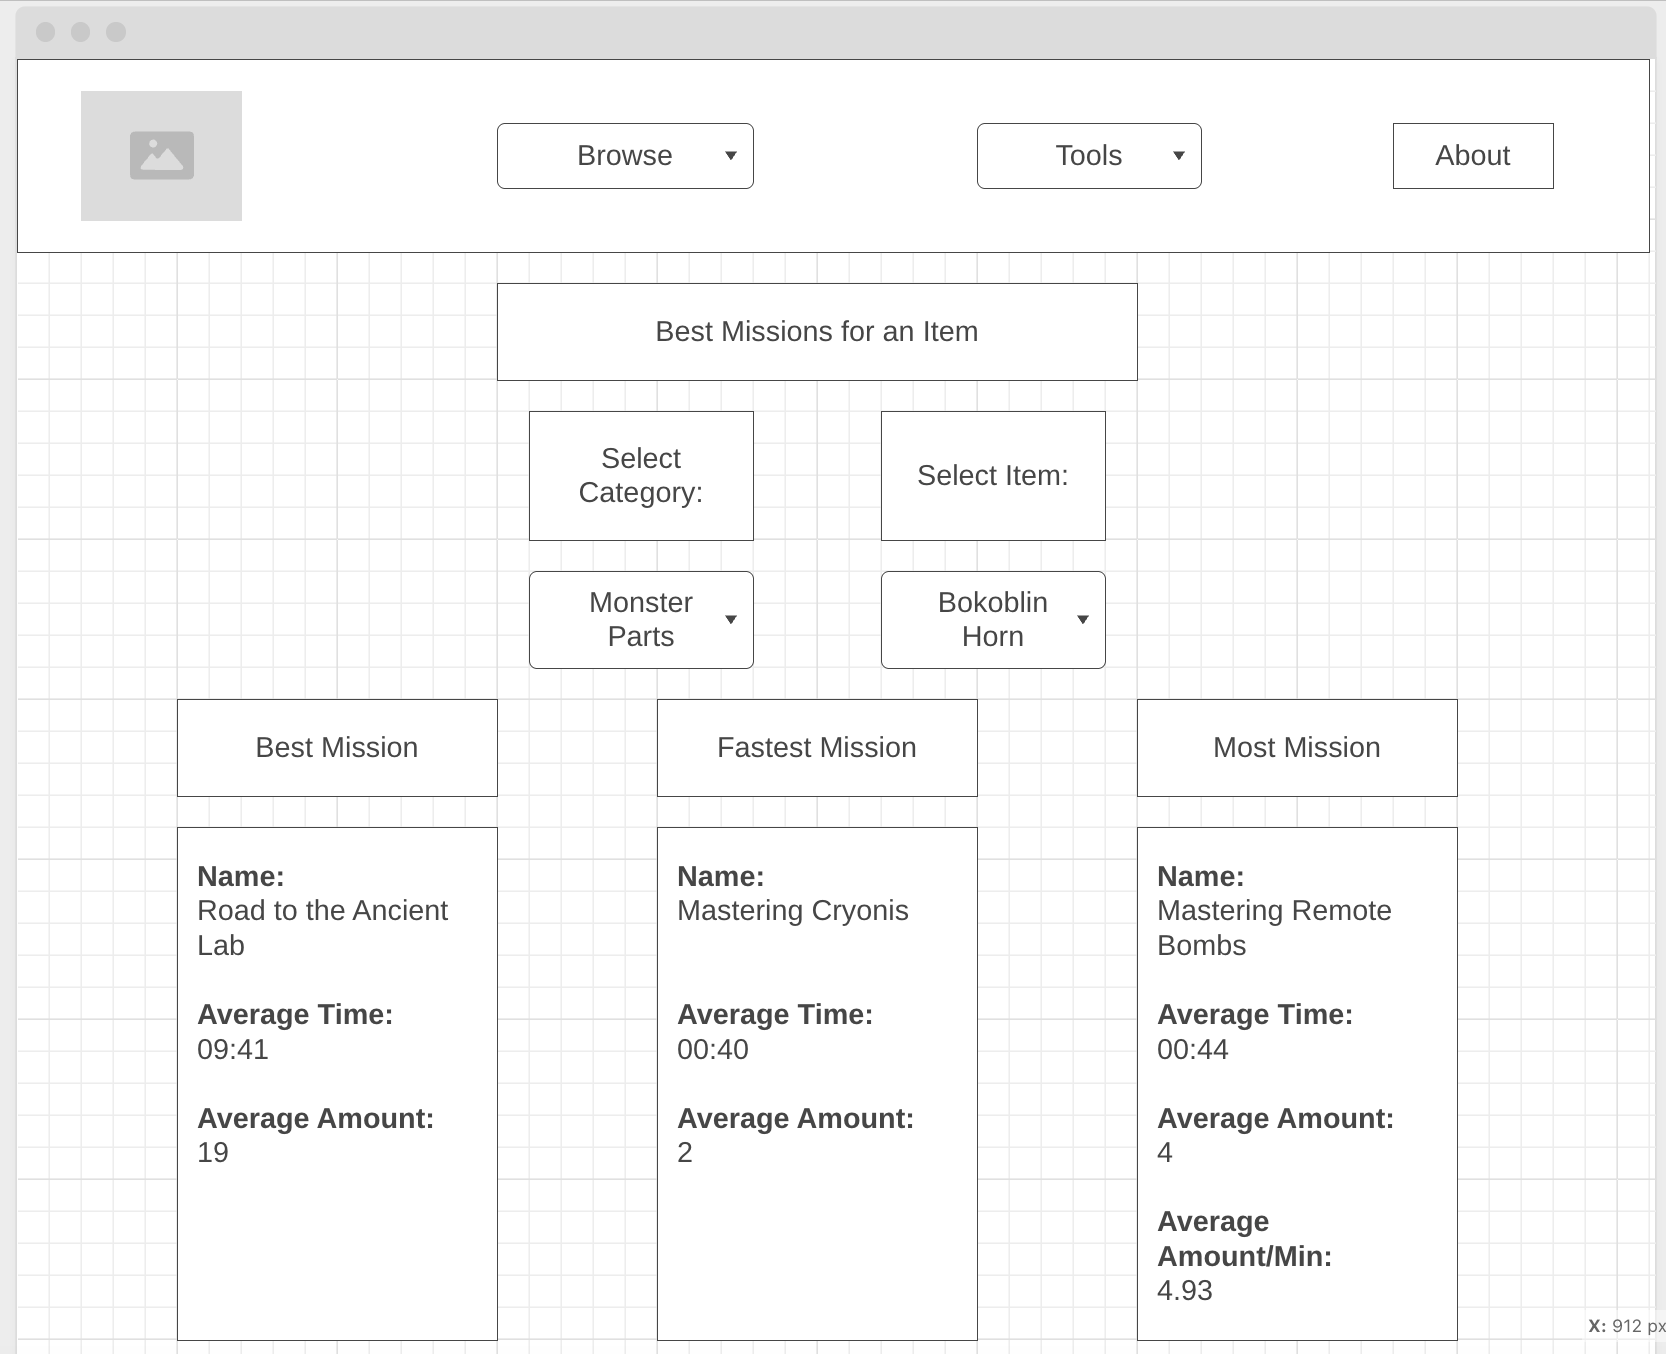 Browse
Tools
About
Best Missions for an Item
Select
Category:
Select Item:
Monster
Parts
Bokoblin
Horn
Best Mission
Fastest Mission
Most Mission
Name:
Road to the Ancient
Lab
Average Time:
09:41
Average Amount:
19
Name:
Mastering Cryonis
Average Time:
00:40
Average Amount:
2
Name:
Mastering Remote
Bombs
Average Time:
00:44
Average Amount:
4
Average
Amount/Min:
4.93
X: 912 px